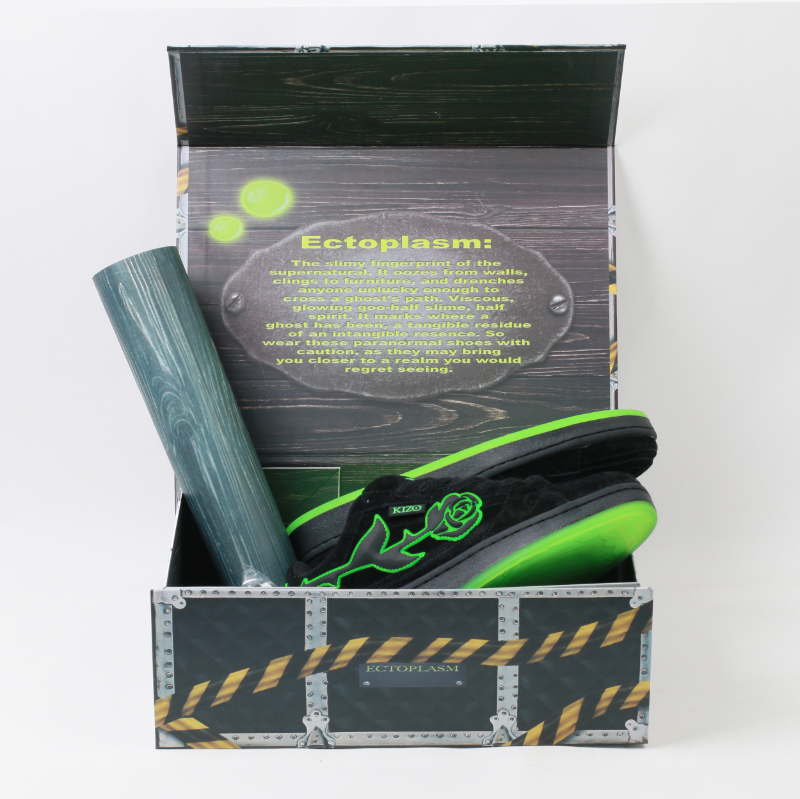 Ectoplasm:
The slimy fingerprint of the
supernatural. It oozes from walls,
clings to furniture, and drenches
anyone unlucky enough to
cross a ghost's path. Viscous,
glowing goo-half slime, half
spirit. It marks where a
ghost has been, a tangible residue
of an intangible resence. So
wear these paranormal shoes with
caution, as they may bring
you closer to a realm you would
regret seeing.
KIZO
ECTOPLASM